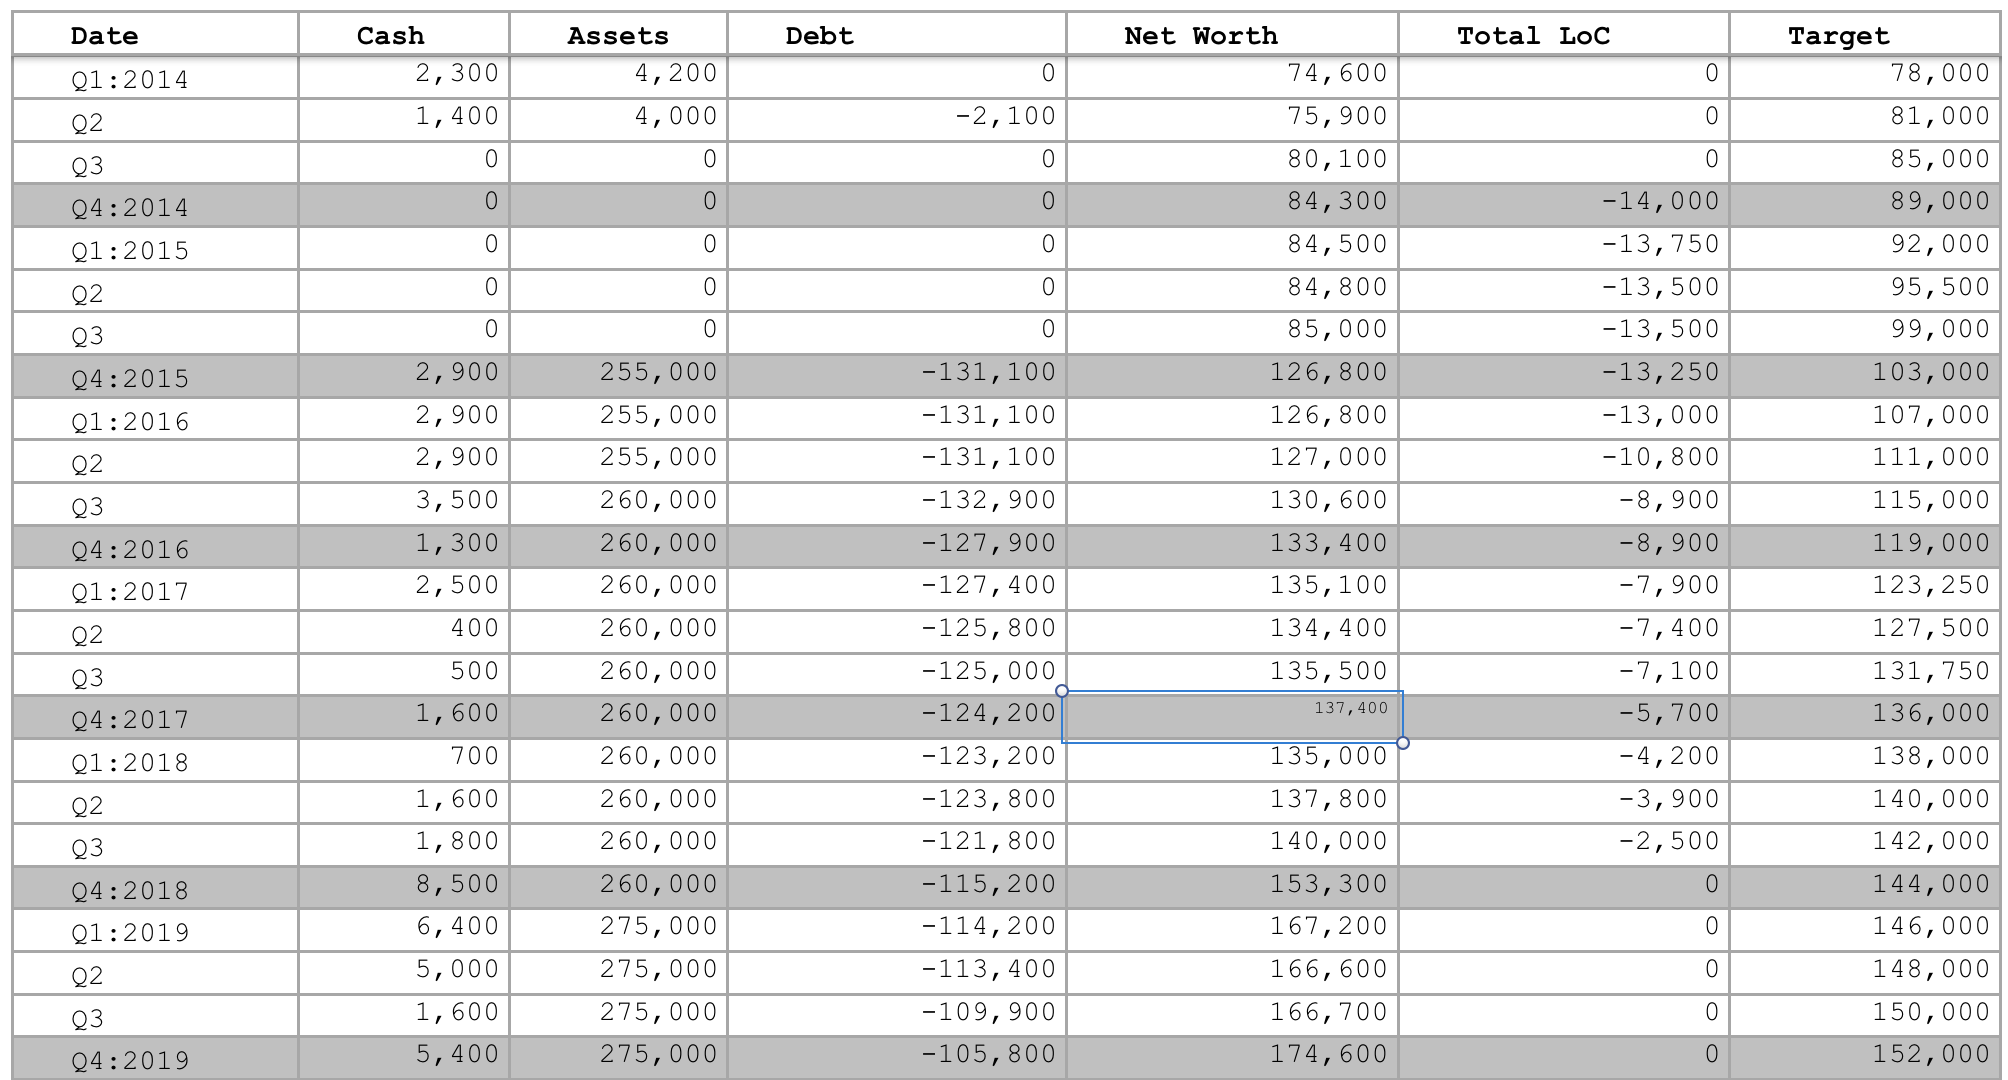 Date Cash Assets Debt Net Worth Total LoC Target
Q1:2014 2,300 4,200 0 74,600 0 78,000
Q2 1,400 4,000 -2,100 75,900 0 81,000
Q3 0 0 0 80,100 0 85,000
Q4:2014 0 0 0 84,300 -14,000 89,000
Q1:2015 0 0 0 84,500 -13,750 92,000
Q2 0 0 0 84,800 -13,500 95,500
Q3 0 0 0 85,000 -13,500 99,000
Q4:2015 2,900 255,000 -131,100 126,800 -13,250 103,000
Q1:2016 2,900 255,000 -131,100 126,800 -13,000 107,000
Q2 2,900 255,000 -131,100 127,000 -10,800 111,000
Q3 3,500 260,000 -132,900 130,600 -8,900 115,000
Q4:2016 1,300 260,000 -127,900 133,400 -8,900 119,000
Q1:2017 2,500 260,000 -127,400 135,100 -7,900 123,250
Q2 400 260,000 -125,800 134,400 -7,400 127,500
Q3 500 260,000 -125,000 135,500 -7,100 131,750
Q4:2017 1,600 260,000 -124,200 137,400 -5,700 136,000
Q1:2018 700 260,000 -123,200 135,000 -4,200 138,000
Q2 1,600 260,000 -123,800 137,800 -3,900 140,000
Q3 1,800 260,000 -121,800 140,000 -2,500 142,000
Q4:2018 8,500 260,000 -115,200 153,300 0 144,000
Q1:2019 6,400 275,000 -114,200 167,200 0 146,000
Q2 5,000 275,000 -113,400 166,600 0 148,000
Q3 1,600 275,000 -109,900 166,700 0 150,000
Q4:2019 5,400 275,000 -105,800 174,600 0 152,000